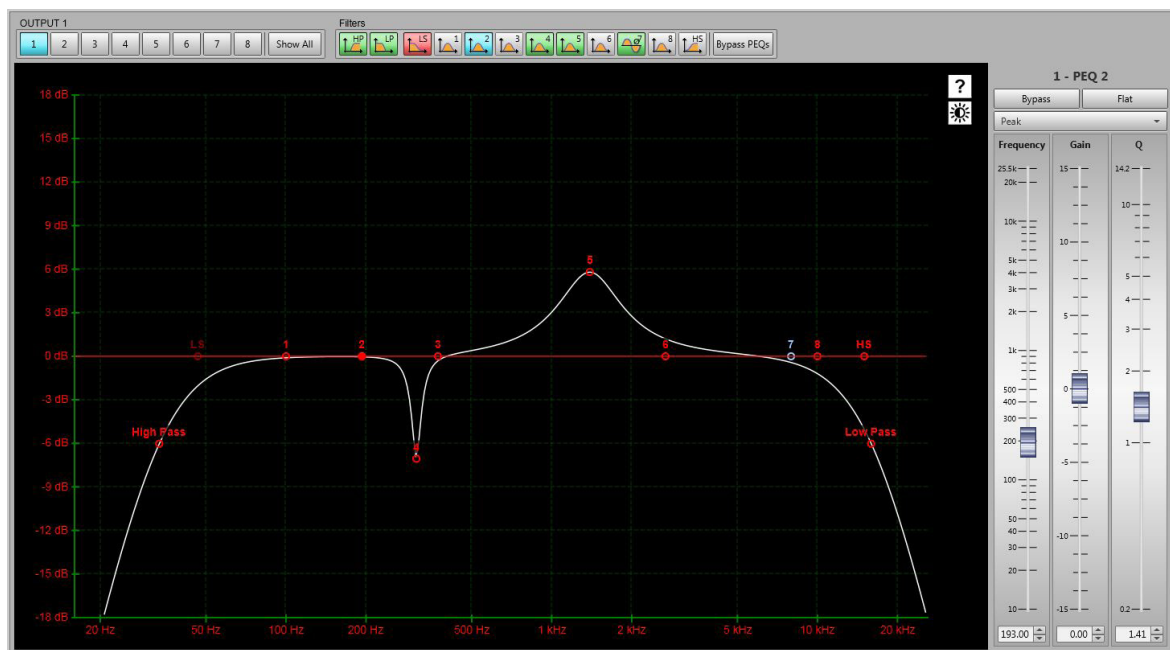 OUTPUT 1
Filters
1 2 3 4 5 6 7 8 Show All
HP LP LS 1 2 3 4 5 6 7 8 HS Bypass PEQs
?
1 - PEQ 2
Bypass Flat
Peak
Frequency Gain Q
18 dB
15 dB
12 dB
9 dB
6 dB
3 dB
0 dB
-3 dB
-6 dB
-9 dB
-12 dB
-15 dB
-18 dB
LS 1 2 3 4 5 6 7 8 HS
High Pass
Low Pass
20 Hz 50 Hz 100 Hz 200 Hz 500 Hz 1 kHz 2 kHz 5 kHz 10 kHz 20 kHz
25.5k
20k
10k
5k
4k
3k
2k
1k
500
400
300
200
100
50
40
30
20
10
15
10
5
0
-5
-10
-15
14.2
10
5
4
3
2
1
0.2
193.00 0.00 1.41